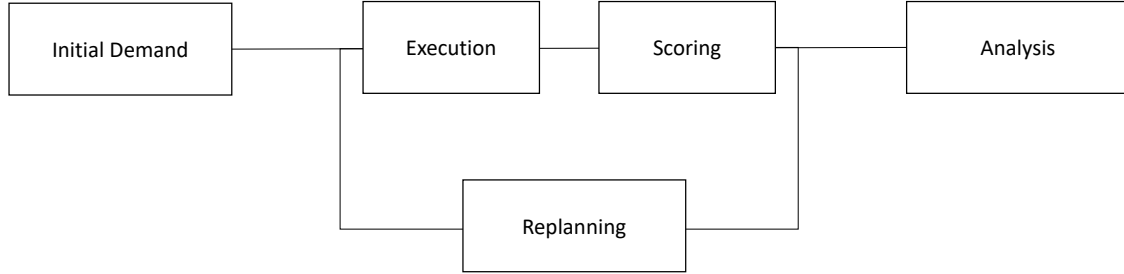 Initial Demand
Execution
Scoring
Analysis
Replanning